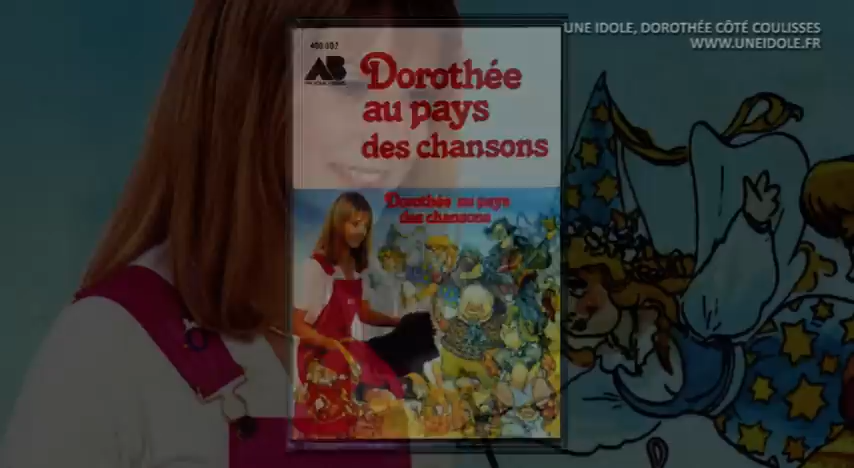 UNE IDOLE, DOROTHÉE CÔTÉ COULISSES
WWW.UNEIDOLE.FR
AB
Dorothée
au pays
des chansons
Dorothée au pays
des chansons